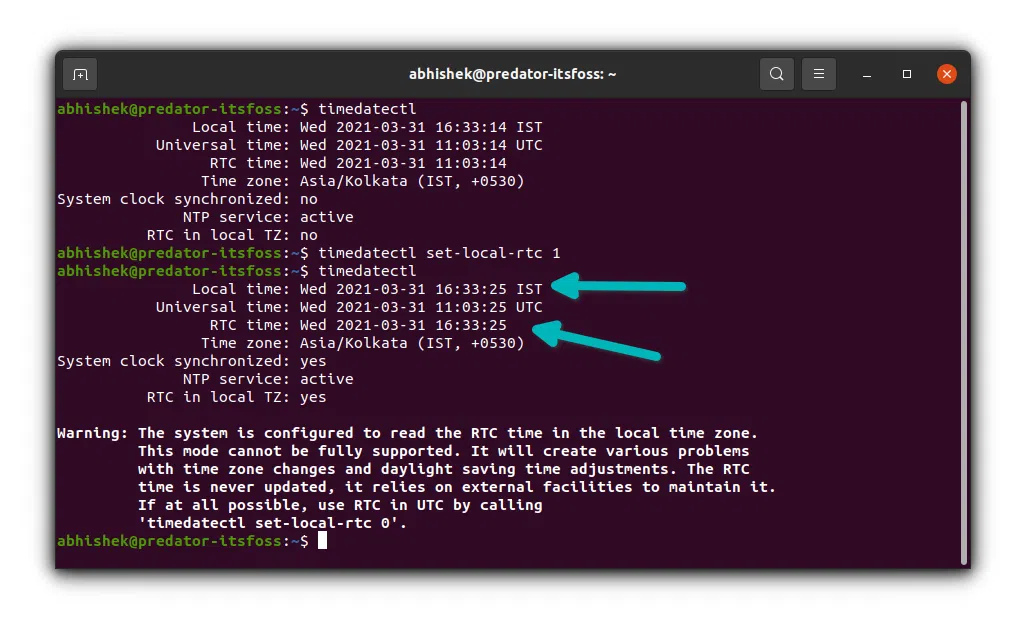 abhishek@predator-itsfoss: ~
abhishek@predator-itsfoss:~$ timedatectl
Local time: Wed 2021-03-31 16:33:14 IST
Universal time: Wed 2021-03-31 11:03:14 UTC
RTC time: Wed 2021-03-31 11:03:14
Time zone: Asia/Kolkata (IST, +0530)
System clock synchronized: no
NTP service: active
RTC in local TZ: no
abhishek@predator-itsfoss:~$ timedatectl set-local-rtc 1
abhishek@predator-itsfoss:~$ timedatectl
Local time: Wed 2021-03-31 16:33:25 IST
Universal time: Wed 2021-03-31 11:03:25 UTC
RTC time: Wed 2021-03-31 16:33:25
Time zone: Asia/Kolkata (IST, +0530)
System clock synchronized: yes
NTP service: active
RTC in local TZ: yes
Warning: The system is configured to read the RTC time in the local time zone.
This mode cannot be fully supported. It will create various problems
with time zone changes and daylight saving time adjustments. The RTC
time is never updated, it relies on external facilities to maintain it.
If at all possible, use RTC in UTC by calling
'timedatectl set-local-rtc 0'.
abhishek@predator-itsfoss:~$